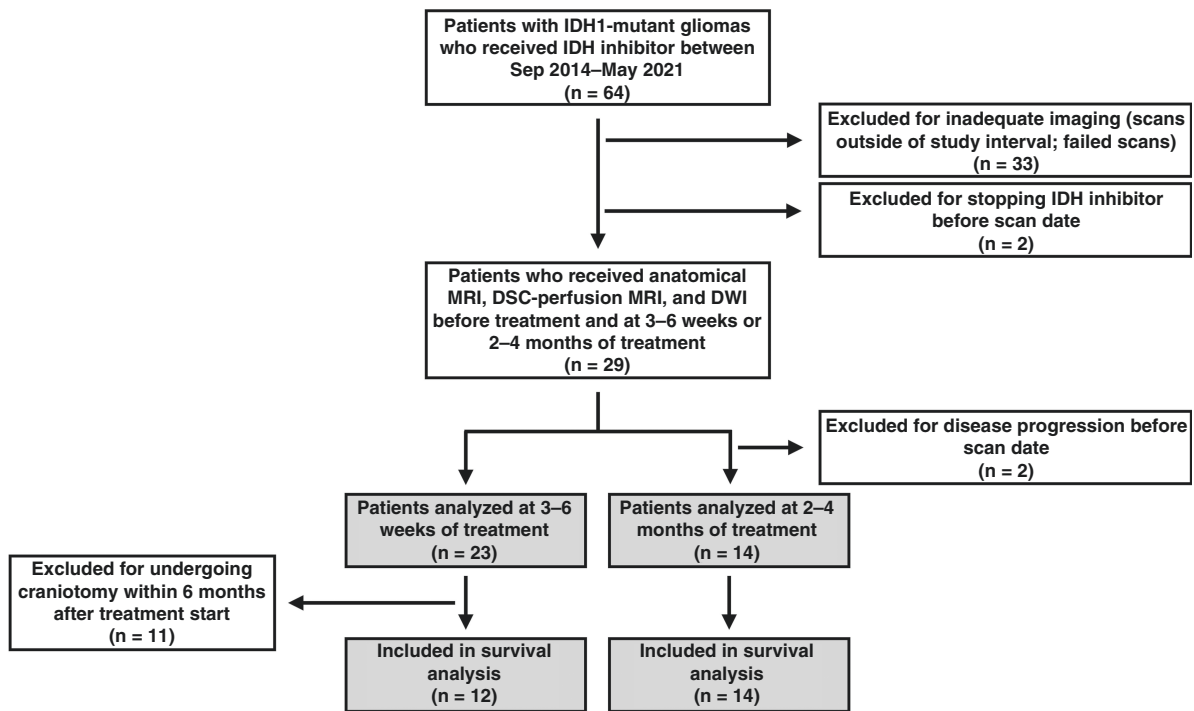 Patients with IDH1-mutant gliomas
who received IDH inhibitor between
Sep 2014–May 2021
(n = 64)
Excluded for inadequate imaging (scans
outside of study interval; failed scans)
(n = 33)
Excluded for stopping IDH inhibitor
before scan date
(n = 2)
Patients who received anatomical
MRI, DSC-perfusion MRI, and DWI
before treatment and at 3–6 weeks or
2–4 months of treatment
(n = 29)
Excluded for disease progression before
scan date
(n = 2)
Patients analyzed at 3–6
weeks of treatment
(n = 23)
Patients analyzed at 2–4
months of treatment
(n = 14)
Excluded for undergoing
craniotomy within 6 months
after treatment start
(n = 11)
Included in survival
analysis
(n = 12)
Included in survival
analysis
(n = 14)